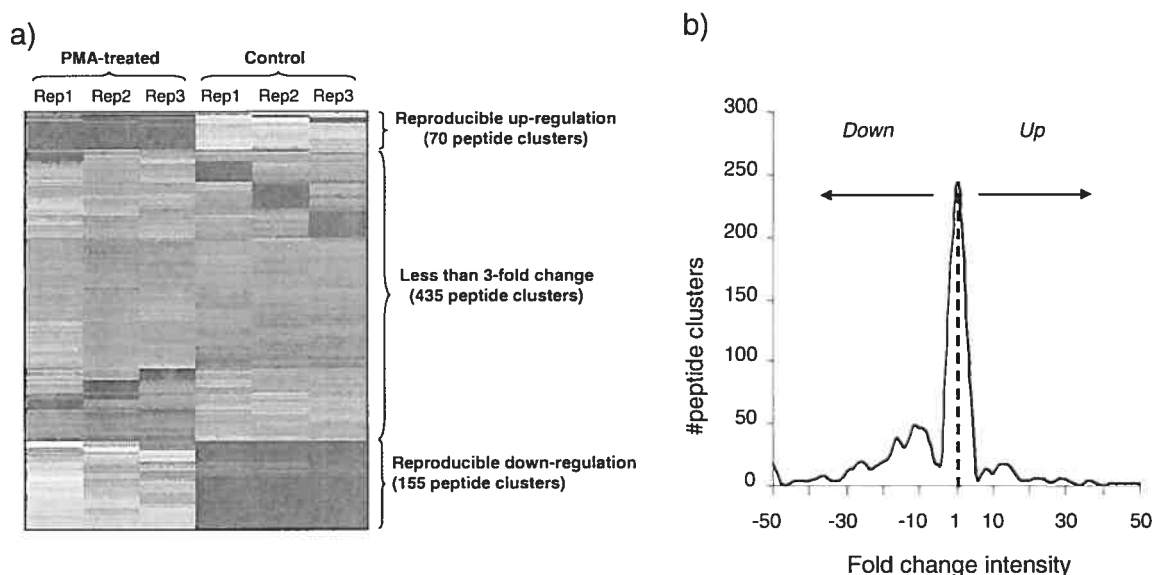 a)
PMA-treated Control
Rep1 Rep2 Rep3 Rep1 Rep2 Rep3
Reproducible up-regulation
(70 peptide clusters)
Less than 3-fold change
(435 peptide clusters)
Reproducible down-regulation
(155 peptide clusters)
b)
300
250
200
150
100
50
0
#peptide clusters
Down Up
-50 -30 -10 1 10 30 50
Fold change intensity